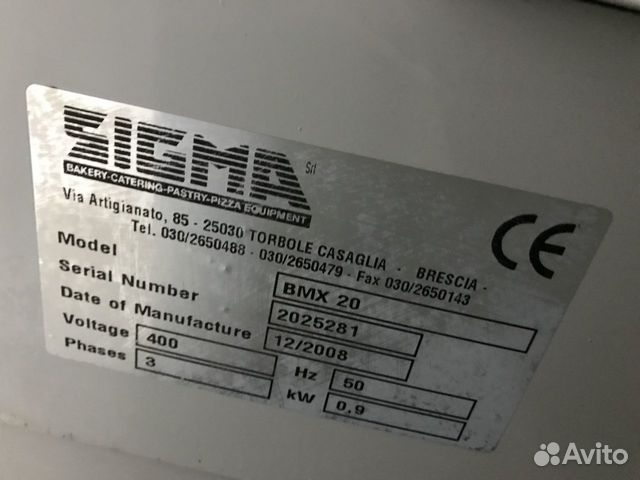 SIGMA Srl
BAKERY-CATERING-PASTRY-PIZZA EQUIPMENT
Via Artigianato, 85 - 25030 TORBOLE CASAGLIA - BRESCIA -
Tel. 030/2650488 - 030/2650479 - Fax 030/2650143
CE
Model BMX 20
Serial Number 2025281
Date of Manufacture 12/2008
Voltage 400 Hz 50
Phases 3 kW 0,9
Avito